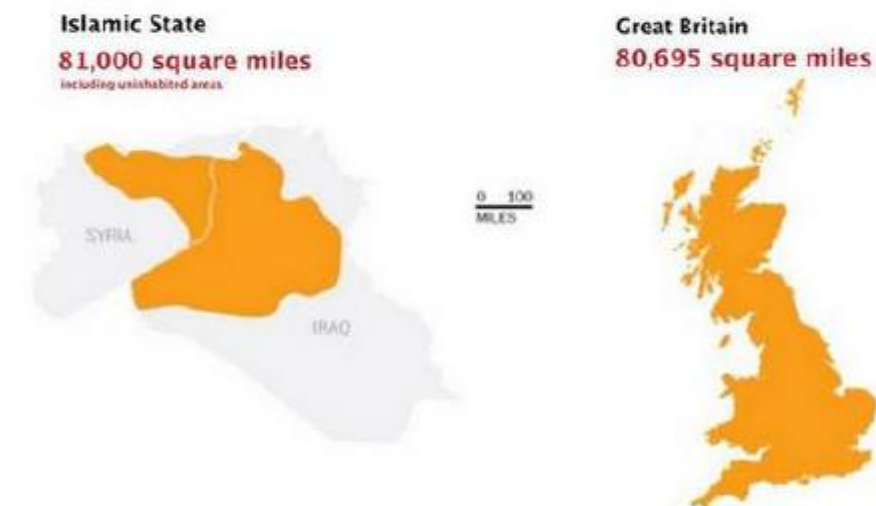 Islamic State
81,000 square miles
including uninhabited areas
Great Britain
80,695 square miles
0 100
MILES
SYRIA
IRAQ